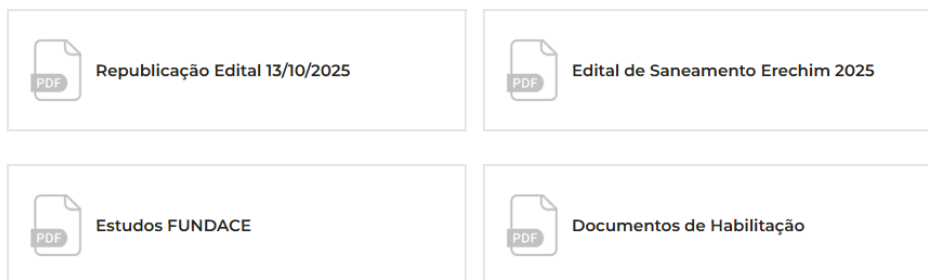 PDF Republicação Edital 13/10/2025
PDF Edital de Saneamento Erechim 2025
PDF Estudos FUNDACE
PDF Documentos de Habilitação